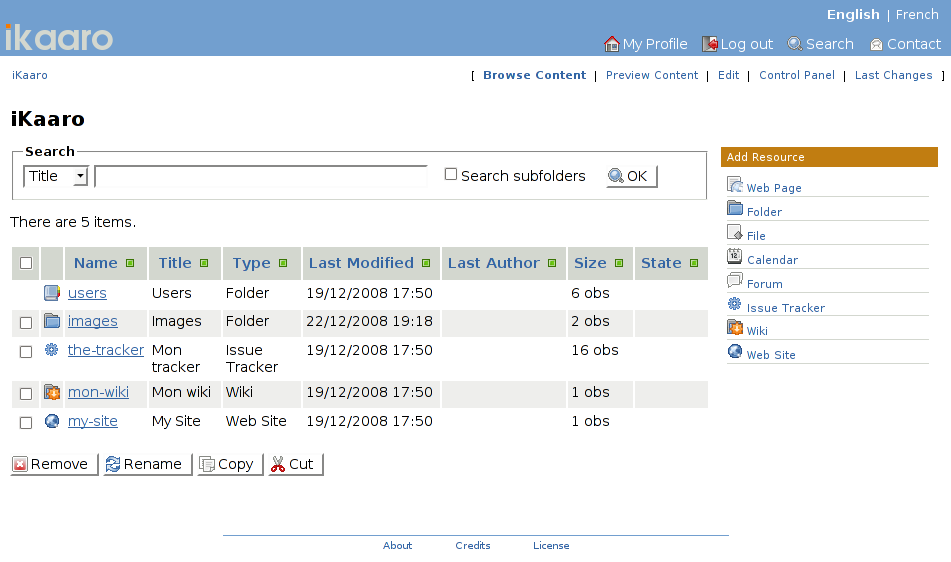 English | French
ikaaro
My Profile Log out Search Contact
iKaaro
[ Browse Content | Preview Content | Edit | Control Panel | Last Changes ]
iKaaro
Search
Title Search subfolders OK
There are 5 items.
Name Title Type Last Modified Last Author Size State
users Users Folder 19/12/2008 17:50 6 obs
images Images Folder 22/12/2008 19:18 2 obs
the-tracker Mon tracker Issue Tracker 19/12/2008 17:50 16 obs
mon-wiki Mon wiki Wiki 19/12/2008 17:50 1 obs
my-site My Site Web Site 19/12/2008 17:50 1 obs
Remove Rename Copy Cut
Add Resource
Web Page
Folder
File
Calendar
Forum
Issue Tracker
Wiki
Web Site
About Credits License